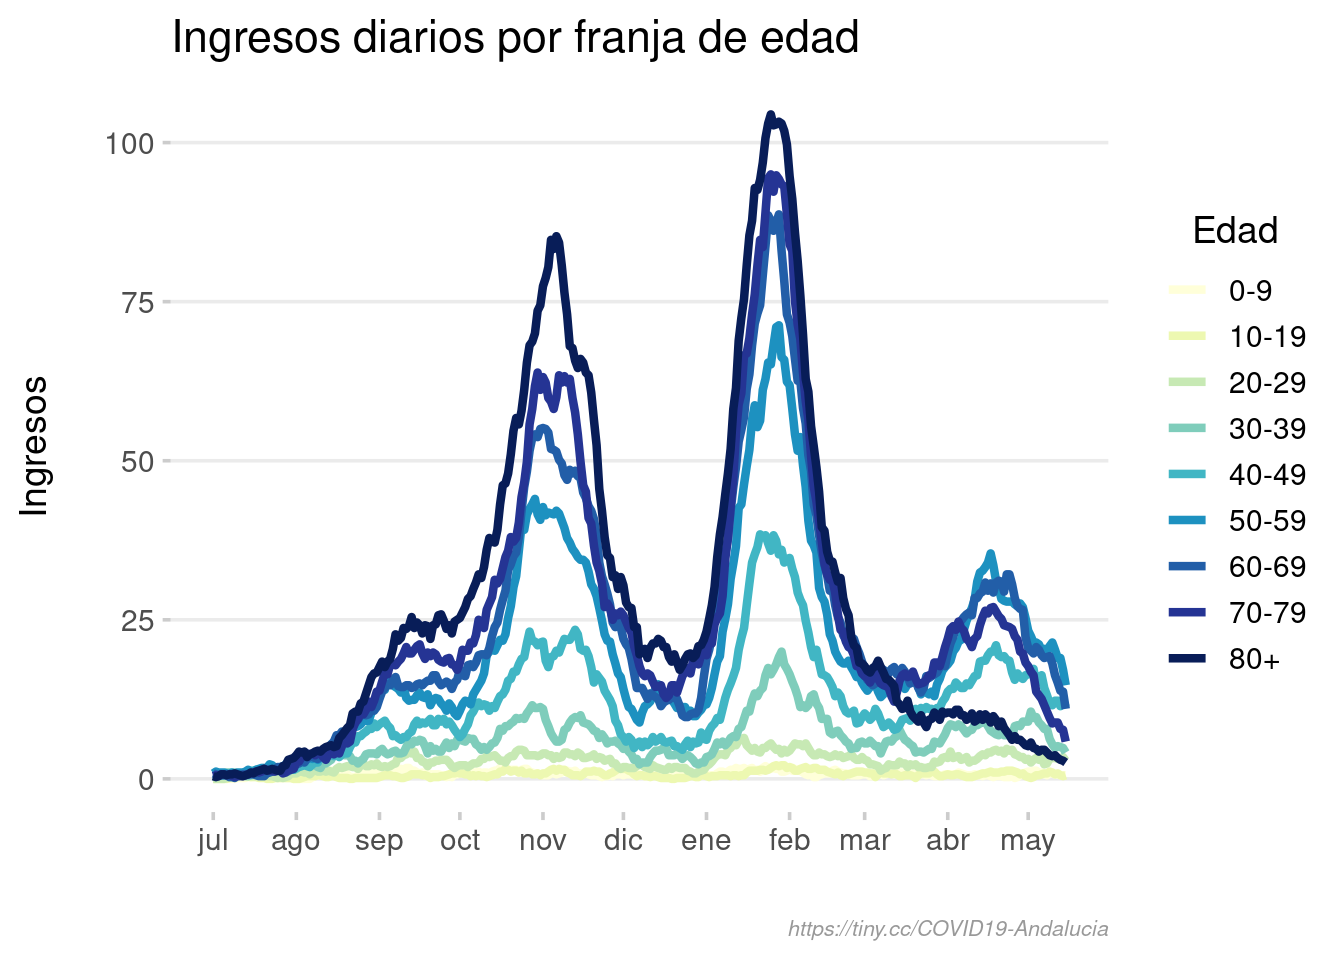 Ingresos diarios por franja de edad
Ingresos
100
75
50
25
0
jul ago sep oct nov dic ene feb mar abr may
Edad
0-9
10-19
20-29
30-39
40-49
50-59
60-69
70-79
80+
https://tiny.cc/COVID19-Andalucia